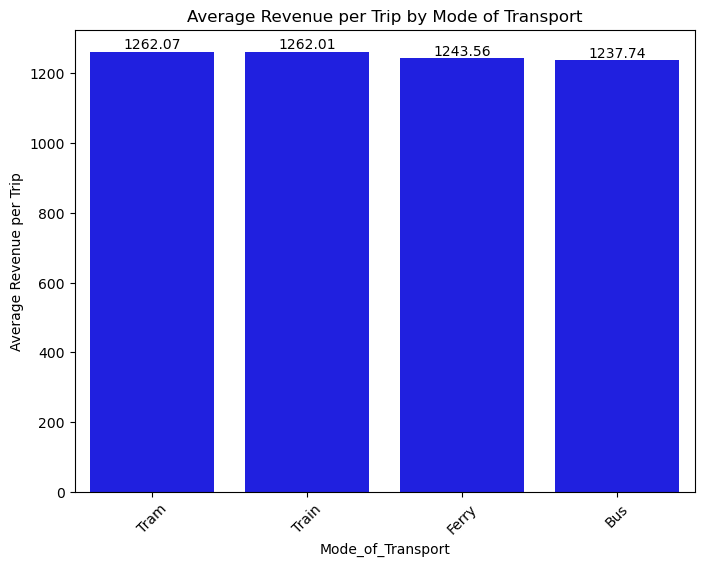 Average Revenue per Trip by Mode of Transport
1262.07
1262.01
1243.56
1237.74
Average Revenue per Trip
1200
1000
800
600
400
200
0
Tram
Train
Ferry
Bus
Mode_of_Transport